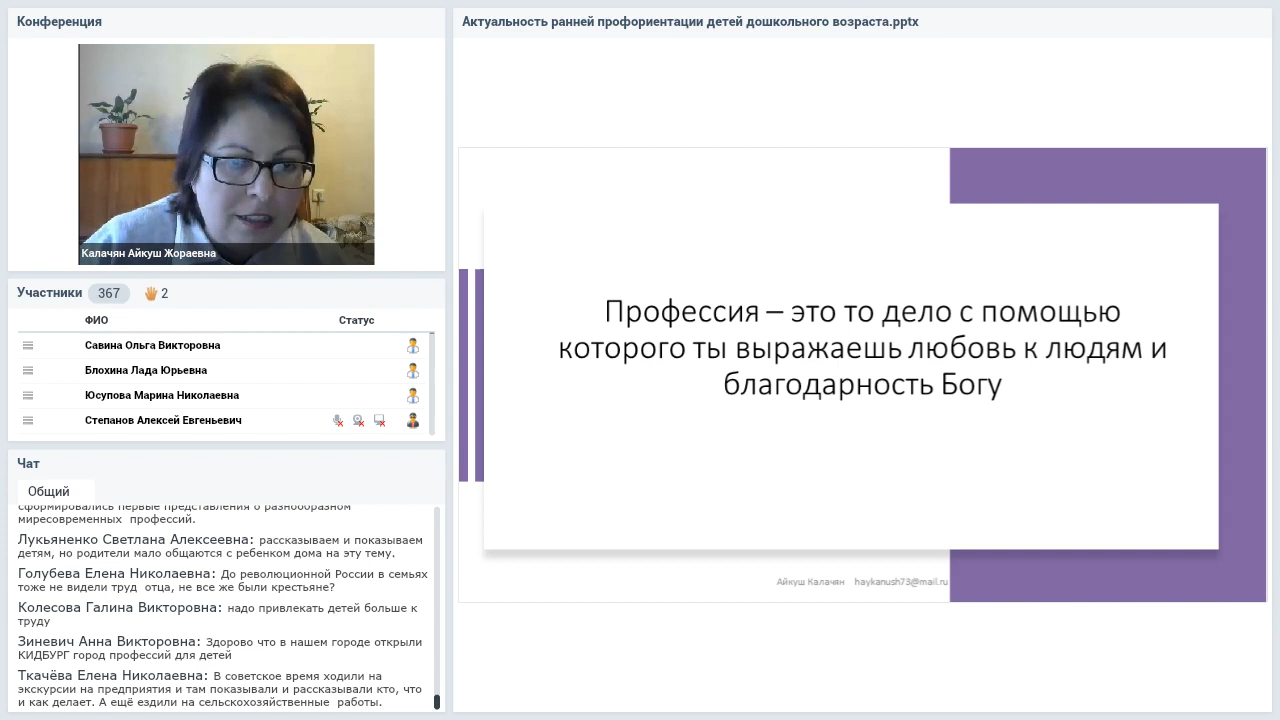 Конференция
Калачян Айкуш Жораевна
Участники 367 2
ФИО Статус
Савина Ольга Викторовна
Блохина Лада Юрьевна
Юсупова Марина Николаевна
Степанов Алексей Евгеньевич
Чат
Общий
сформировались первые представления о разнообразном
миресовременных профессий.
Лукьяненко Светлана Алексеевна: рассказываем и показываем
детям, но родители мало общаются с ребенком дома на эту тему.
Голубева Елена Николаевна: До революционной России в семьях
тоже не видели труд отца, не все же были крестьяне?
Колесова Галина Викторовна: надо привлекать детей больше к
труду
Зиневич Анна Викторовна: Здорово что в нашем городе открыли
КИДБУРГ город профессий для детей
Ткачёва Елена Николаевна: В советское время ходили на
экскурсии на предприятия и там показывали и рассказывали кто, что
и как делает. А ещё ездили на сельскохозяйственные работы.
Актуальность ранней профориентации детей дошкольного возраста.pptx
Профессия – это то дело с помощью
которого ты выражаешь любовь к людям и
благодарность Богу
Айкуш Калачян haykanush73@mail.ru